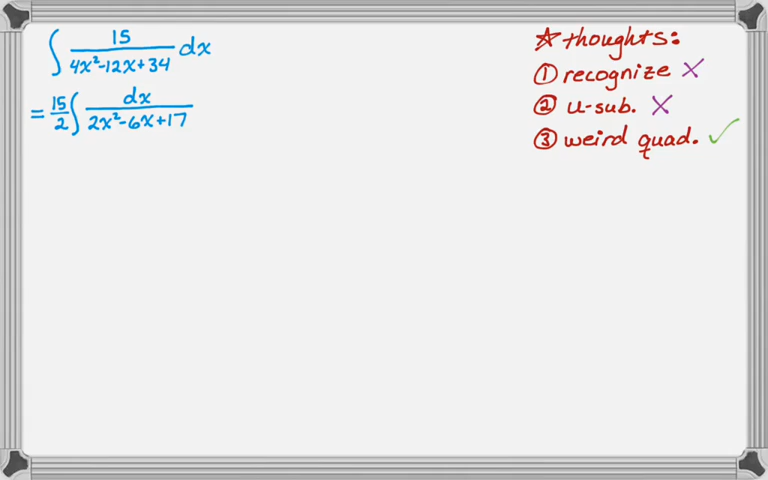 ∫ 15/(4x²-12x+34) dx
= 15/2 ∫ dx/(2x²-6x+17)
☆ thoughts:
① recognize ✗
② u-sub. ✗
③ weird quad. ✓